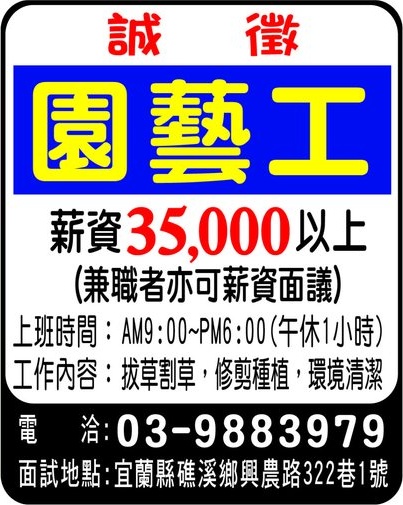 誠 徵
園藝工
薪資35,000以上
(兼職者亦可薪資面議)
上班時間：AM9:00~PM6:00(午休1小時)
工作內容：拔草割草，修剪種植，環境清潔
電 洽:03-9883979
面試地點:宜蘭縣礁溪鄉興農路322巷1號